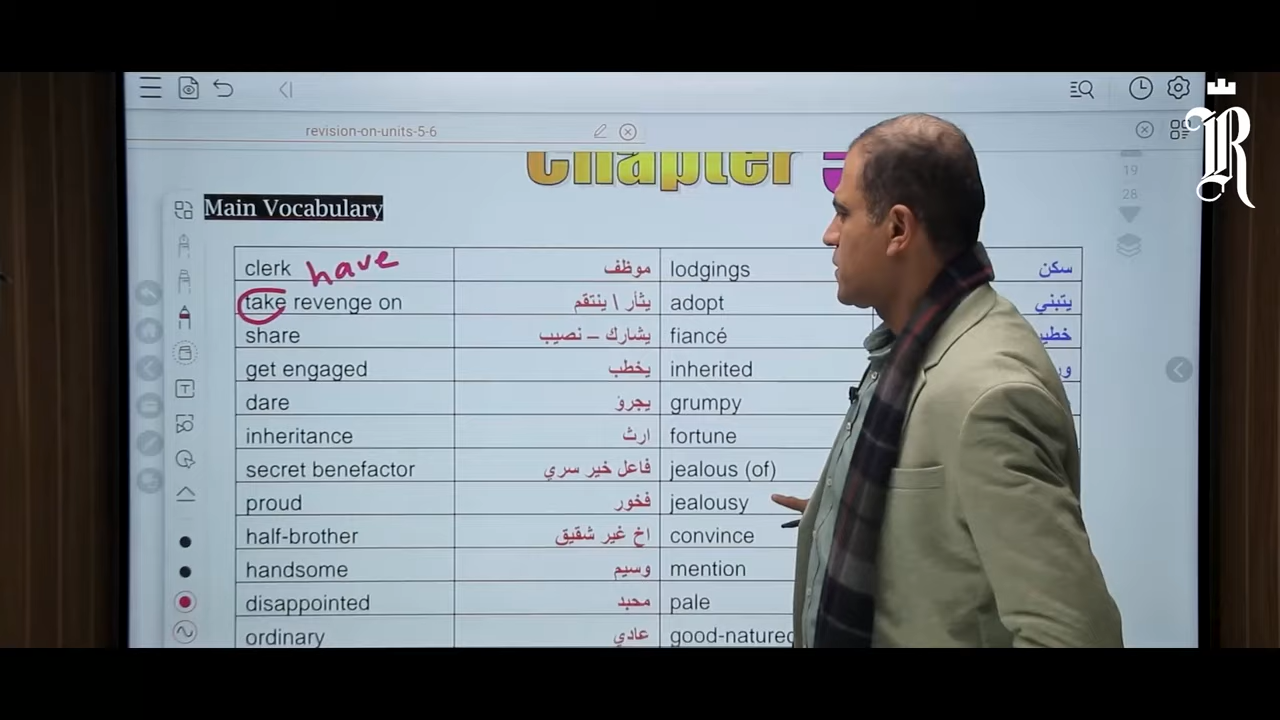 revision-on-units-5-6
19
28
Chapter
Main Vocabulary
clerk have موظف lodgings سكن
take revenge on يثأر \ ينتقم adopt يتبني
share يشارك – نصيب fiancé
get engaged يخطب inherited
dare يجرؤ grumpy
inheritance ارث fortune
secret benefactor فاعل خير سري jealous (of)
proud فخور jealousy
half-brother اخ غير شقيق convince
handsome وسيم mention
disappointed محبد pale
ordinary عادي good-natured
R